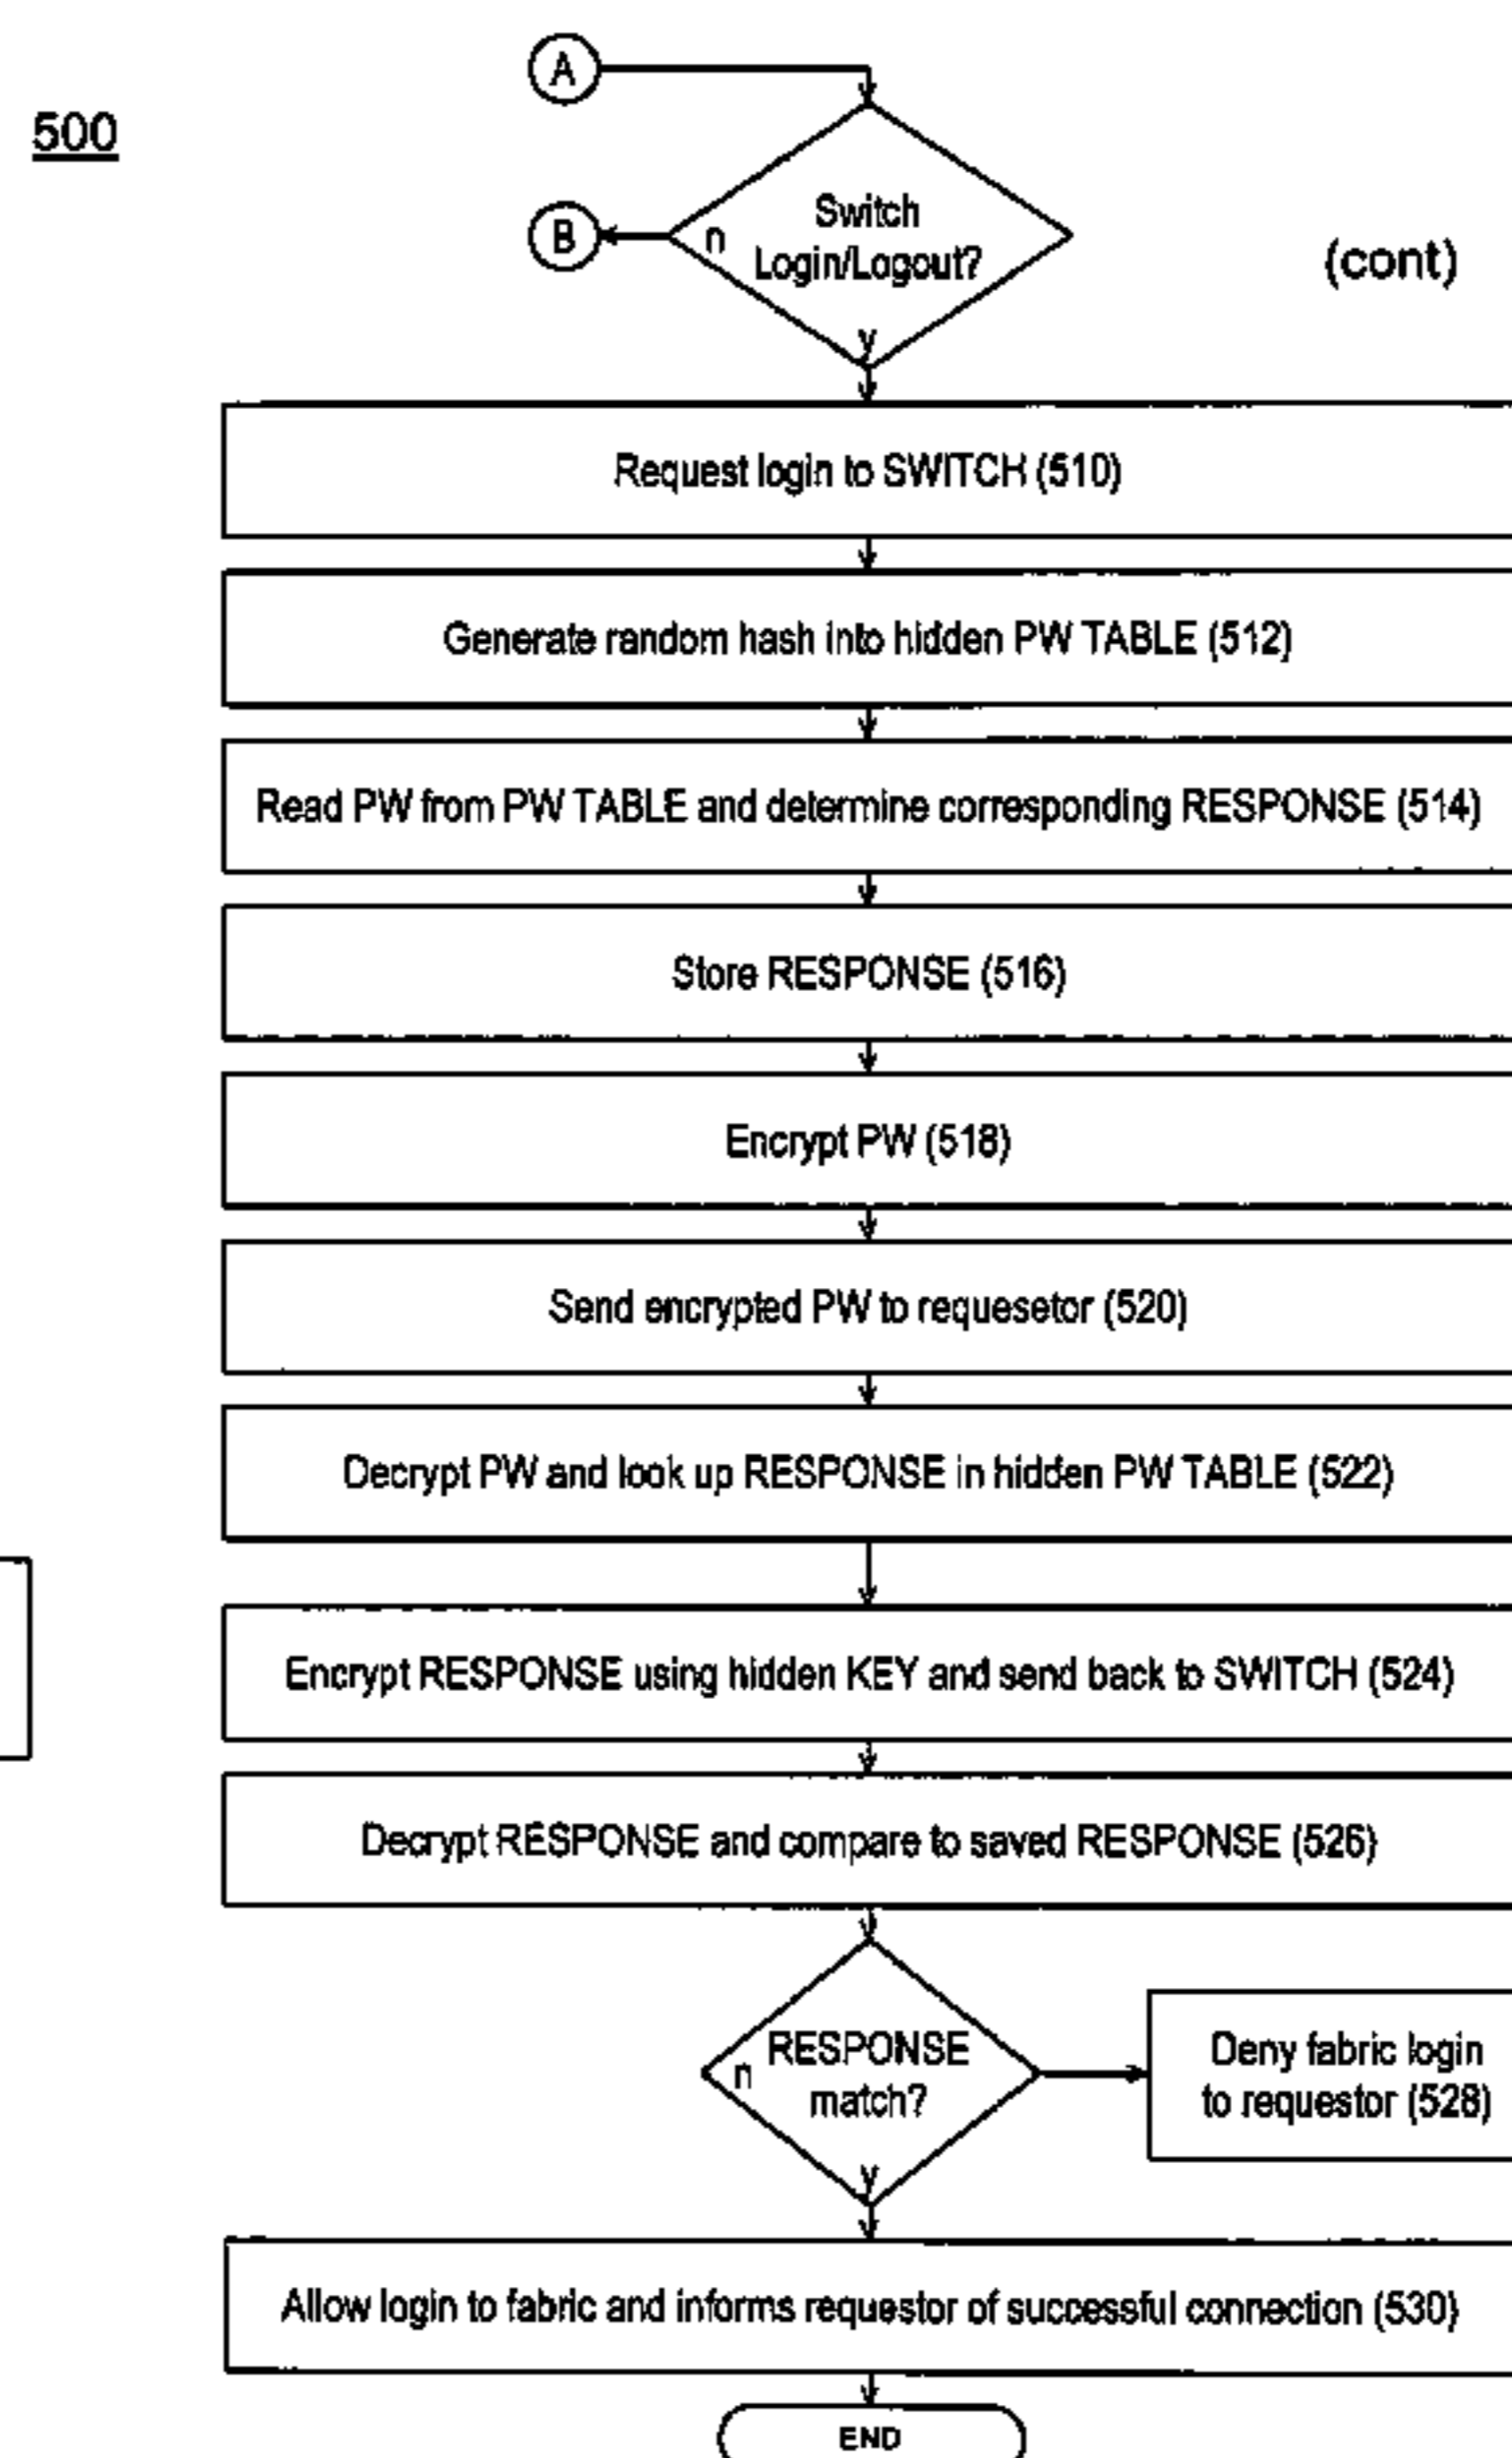 A
500
B
n
Switch
Login/Logout?
(cont)
y
Request login to SWITCH (510)
Generate random hash into hidden PW TABLE (512)
Read PW from PW TABLE and determine corresponding RESPONSE (514)
Store RESPONSE (516)
Encrypt PW (518)
Send encrypted PW to requesetor (520)
Decrypt PW and look up RESPONSE in hidden PW TABLE (522)
Encrypt RESPONSE using hidden KEY and send back to SWITCH (524)
Decrypt RESPONSE and compare to saved RESPONSE (526)
n
RESPONSE
match?
y
Deny fabric login
to requestor (528)
Allow login to fabric and informs requestor of successful connection (530)
END